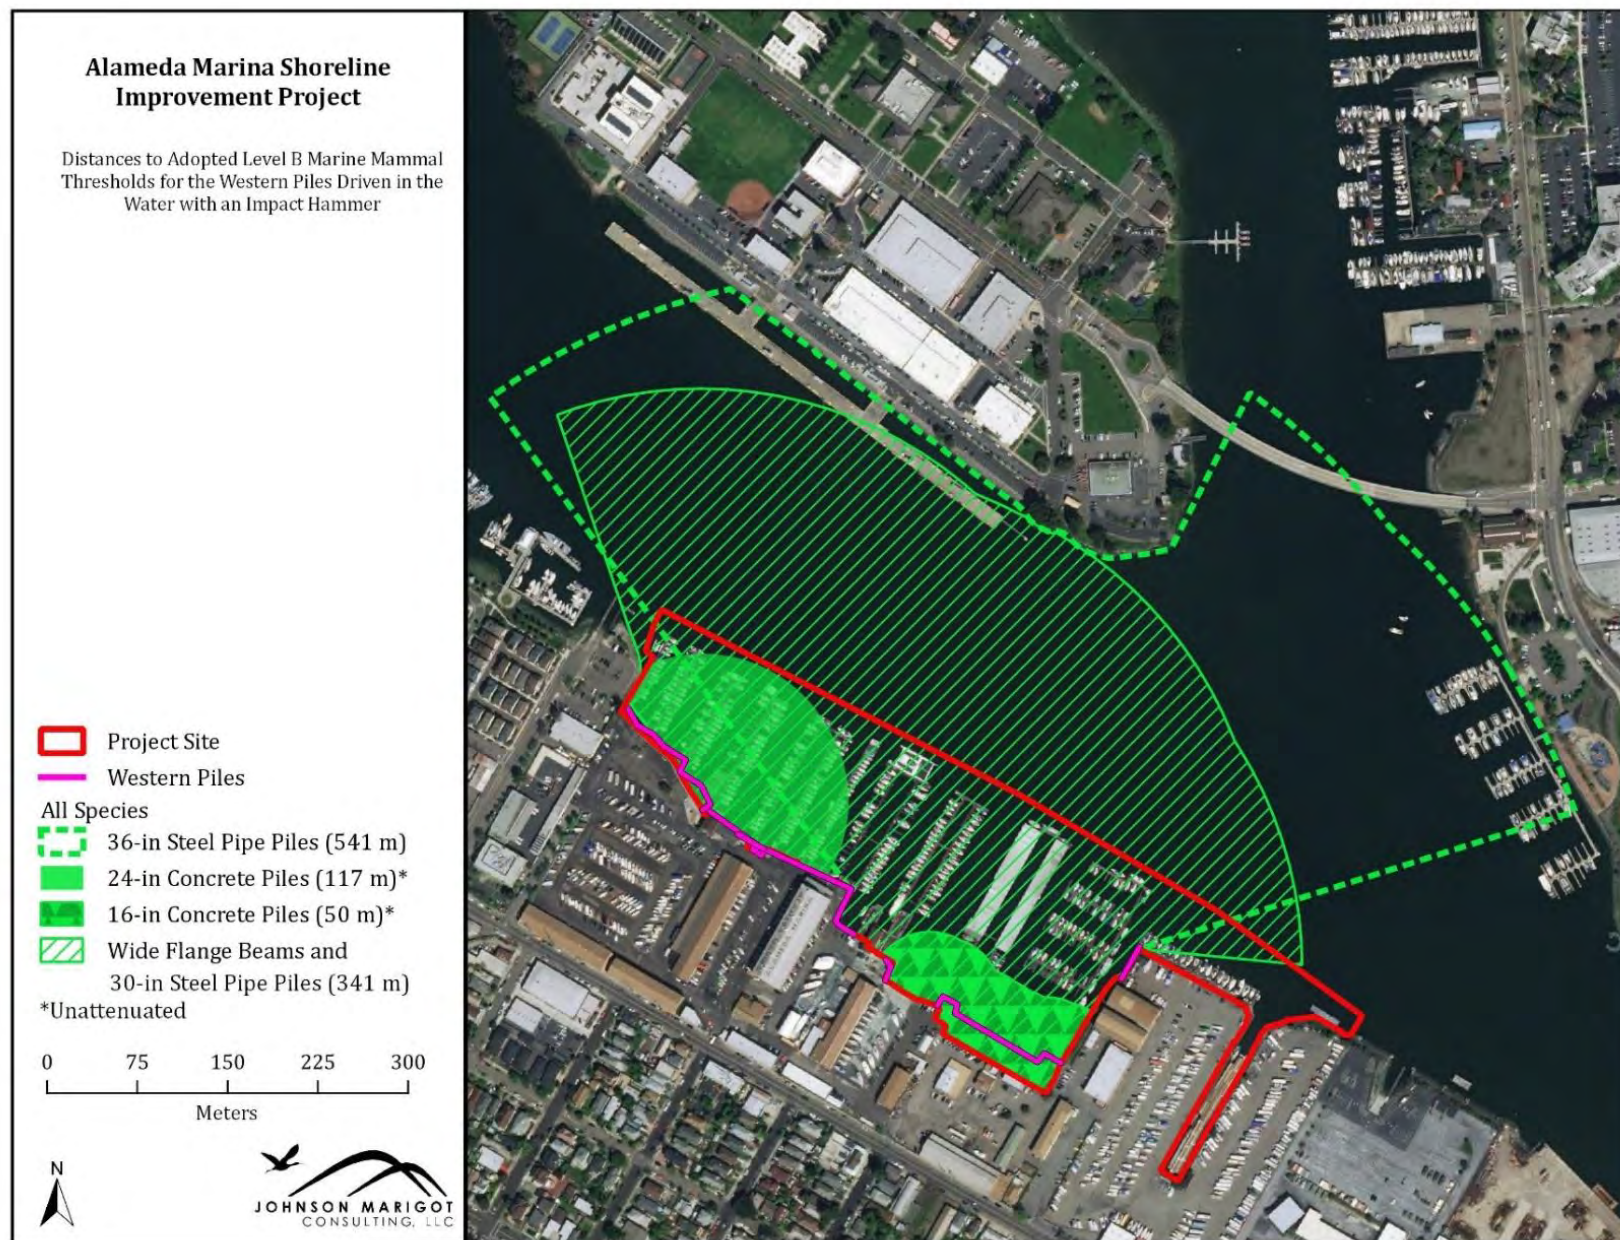 Alameda Marina Shoreline
Improvement Project
Distances to Adopted Level B Marine Mammal
Thresholds for the Western Piles Driven in the
Water with an Impact Hammer
Project Site
Western Piles
All Species
36-in Steel Pipe Piles (541 m)
24-in Concrete Piles (117 m)*
16-in Concrete Piles (50 m)*
Wide Flange Beams and
30-in Steel Pipe Piles (341 m)
*Unattenuated
0 75 150 225 300
Meters
N
JOHNSON MARIGOT
CONSULTING, LLC